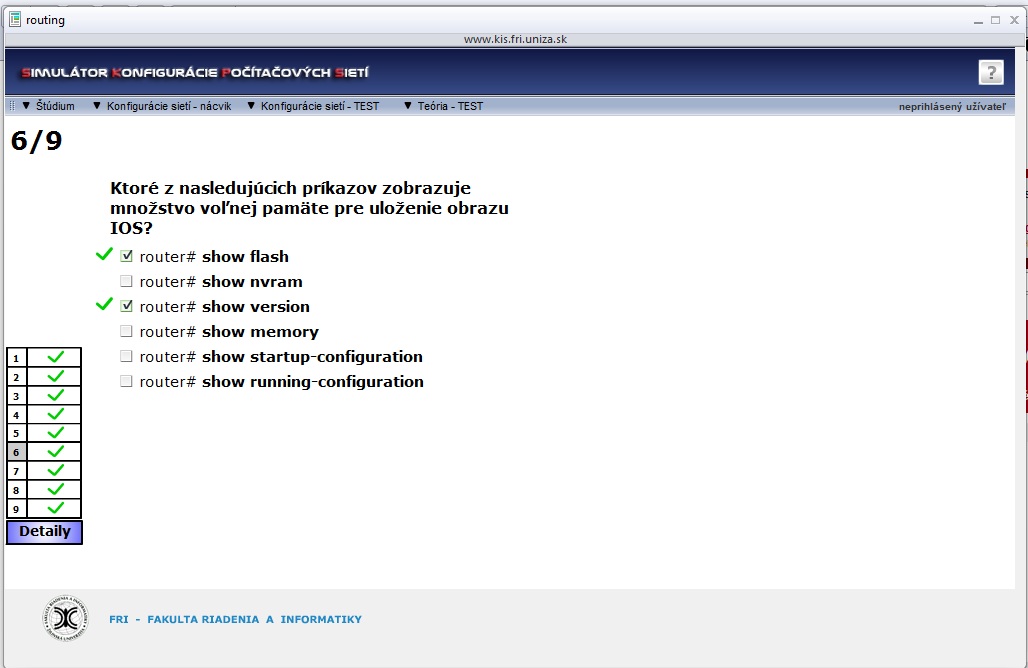 routing
www.kis.fri.uniza.sk
SIMULÁTOR KONFIGURÁCIE POČÍTAČOVÝCH SIETÍ
?
▼ Štúdium ▼ Konfigurácie sietí - nácvik ▼ Konfigurácie sietí - TEST ▼ Teória - TEST neprihlásený užívateľ
6/9
Ktoré z nasledujúcich príkazov zobrazuje
množstvo voľnej pamäte pre uloženie obrazu
IOS?
router# show flash
router# show nvram
router# show version
router# show memory
router# show startup-configuration
router# show running-configuration
1
2
3
4
5
6
7
8
9
Detaily
FRI - FAKULTA RIADENIA A INFORMATIKY